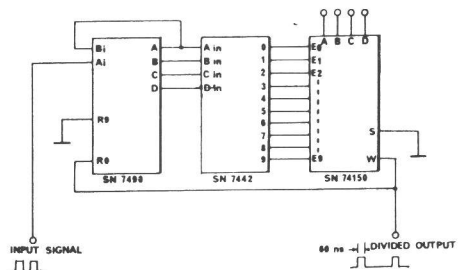 A B C D
Bi A A in 0 E0
Ai B B in 1 E1
C C in 2 E2
D D in 3
4
5
R9 6
7 S
8
R0 9 E9 W
SN 7490 SN 7442 SN 74150
INPUT SIGNAL
60 ns DIVIDED OUTPUT